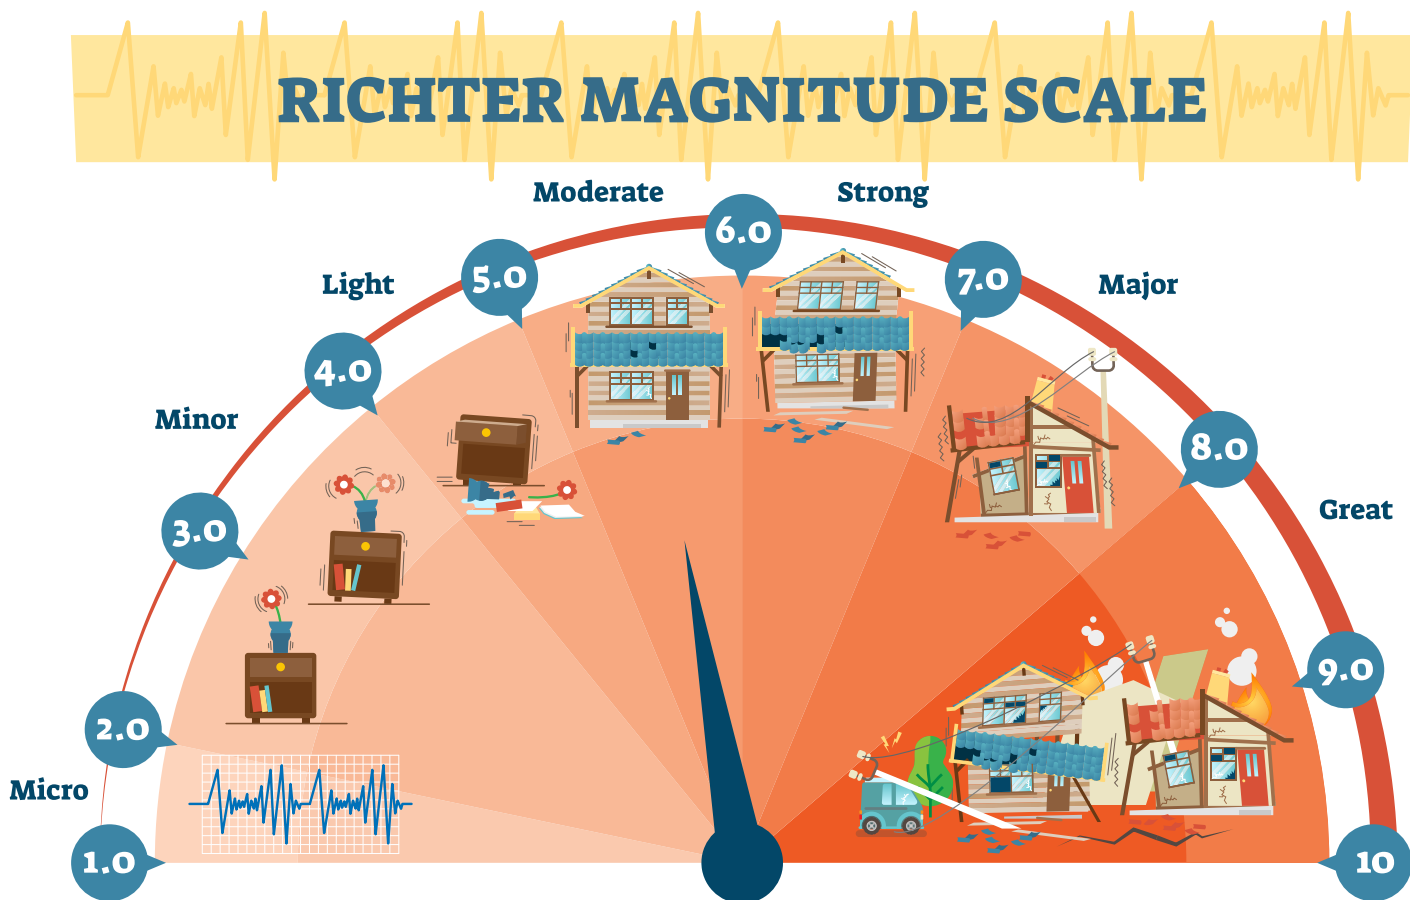 RICHTER MAGNITUDE SCALE
Moderate
Strong
6.0
5.0
7.0
Light
Major
4.0
8.0
Minor
Great
3.0
9.0
2.0
Micro
1.0
10